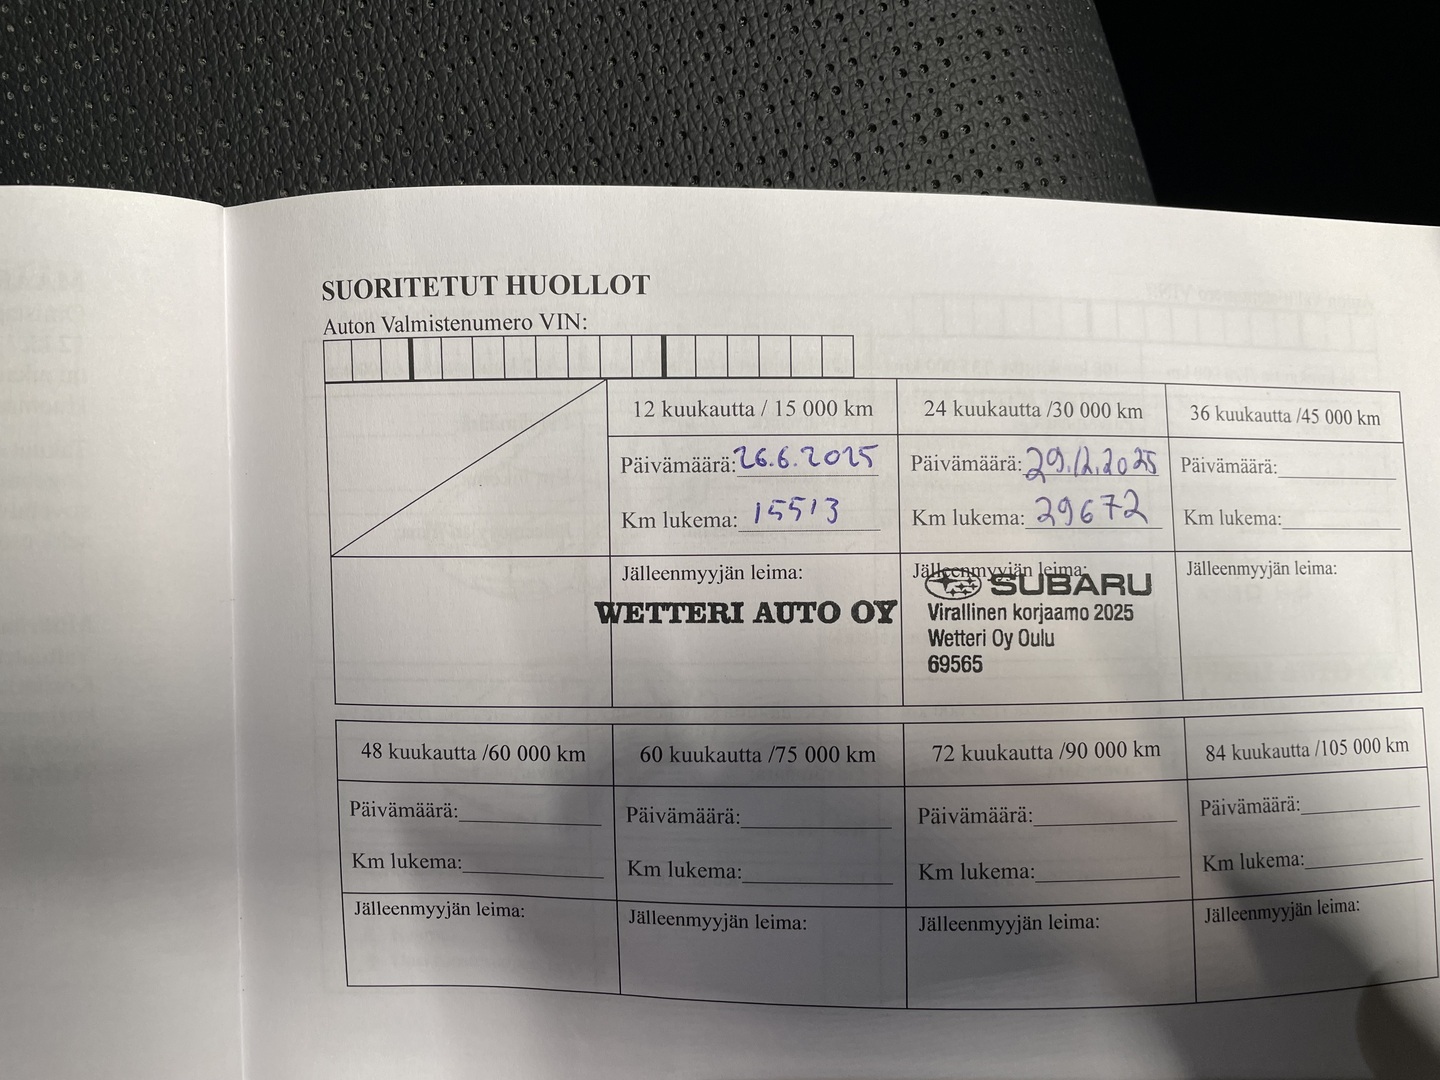 SUORITETUT HUOLLOT
Auton Valmistenumero VIN:
12 kuukautta / 15 000 km
Päivämäärä: 26.6.2025
Km lukema: 15513
Jälleenmyyjän leima:
WETTERI AUTO OY
24 kuukautta /30 000 km
Päivämäärä: 29.12.2025
Km lukema: 29672
Jälleenmyyjän leima:
SUBARU
Virallinen korjaamo 2025
Wetteri Oy Oulu
69565
36 kuukautta /45 000 km
Päivämäärä:
Km lukema:
Jälleenmyyjän leima:
48 kuukautta /60 000 km
Päivämäärä:
Km lukema:
Jälleenmyyjän leima:
60 kuukautta /75 000 km
Päivämäärä:
Km lukema:
Jälleenmyyjän leima:
72 kuukautta /90 000 km
Päivämäärä:
Km lukema:
Jälleenmyyjän leima:
84 kuukautta /105 000 km
Päivämäärä:
Km lukema:
Jälleenmyyjän leima: